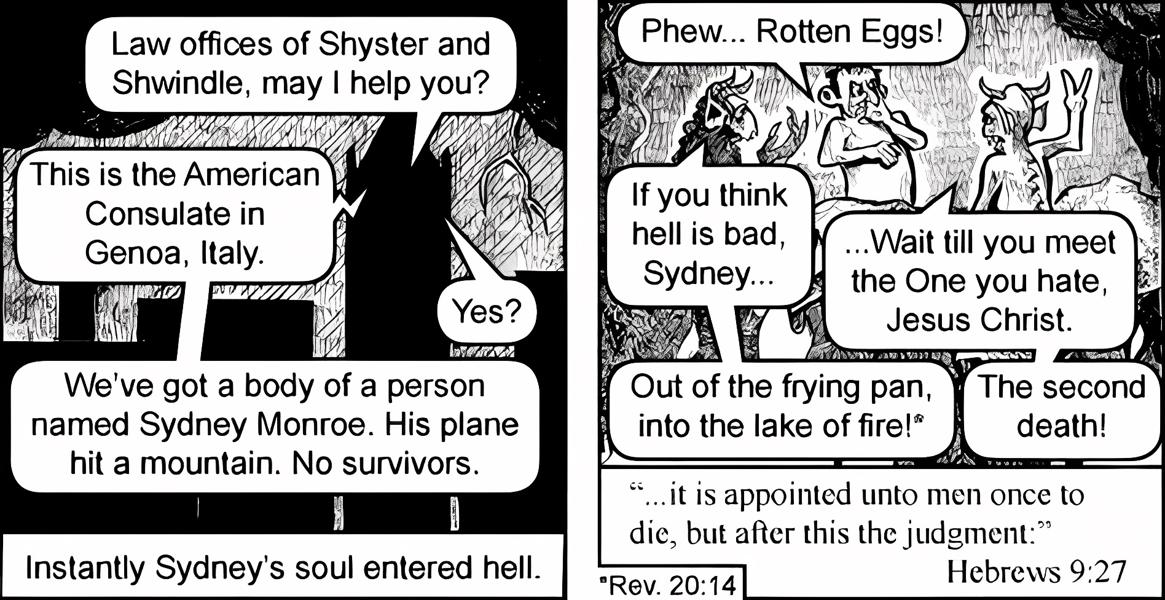 Law offices of Shyster and
Shwindle, may I help you?
This is the American
Consulate in
Genoa, Italy.
Yes?
We've got a body of a person
named Sydney Monroe. His plane
hit a mountain. No survivors.
Instantly Sydney's soul entered hell.
Phew... Rotten Eggs!
If you think
hell is bad,
Sydney...
...Wait till you meet
the One you hate,
Jesus Christ.
Out of the frying pan,
into the lake of fire!*
The second
death!
“...it is appointed unto men once to
die, but after this the judgment:”
Hebrews 9:27
*Rev. 20:14